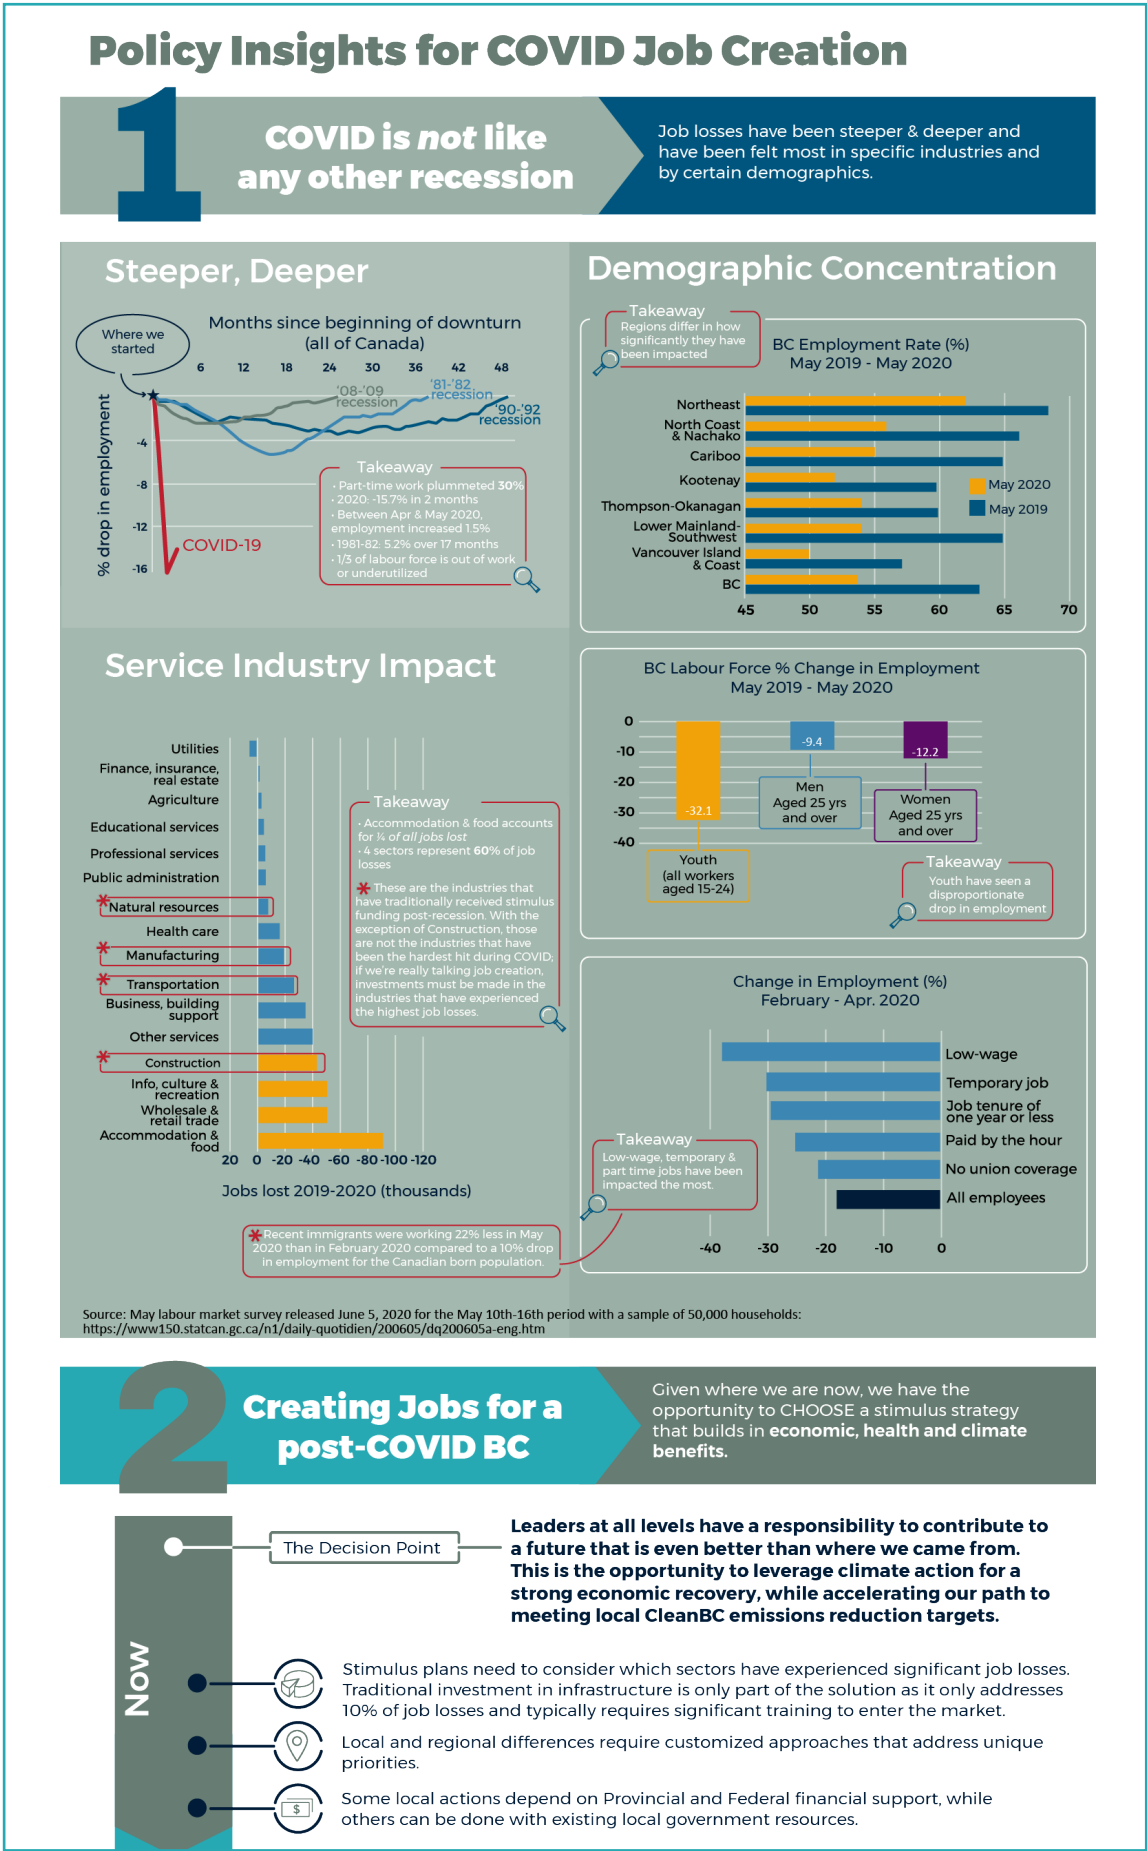 Policy Insights for COVID Job Creation
1
COVID is not like
any other recession
Job losses have been steeper & deeper and
have been felt most in specific industries and
by certain demographics.
Steeper, Deeper
Where we
started
Months since beginning of downturn
(all of Canada)
6 12 18 24 30 36 42 48
% drop in employment
-4
-8
-12
-16
'08-'09
recession
'81-'82
recession
'90-'92
recession
COVID-19
Takeaway
• Part-time work plummeted 30%
• 2020: -15.7% in 2 months
• Between Apr & May 2020,
employment increased 1.5%
• 1981-82: 5.2% over 17 months
• 1/3 of labour force is out of work
or underutilized
Demographic Concentration
Takeaway
Regions differ in how
significantly they have
been impacted
BC Employment Rate (%)
May 2019 - May 2020
Northeast
North Coast
& Nachako
Cariboo
Kootenay
Thompson-Okanagan
Lower Mainland-
Southwest
Vancouver Island
& Coast
BC
May 2020
May 2019
45 50 55 60 65 70
Service Industry Impact
Utilities
Finance, insurance,
real estate
Agriculture
Educational services
Professional services
Public administration
* Natural resources
Health care
* Manufacturing
* Transportation
Business, building
support
Other services
* Construction
Info, culture &
recreation
Wholesale &
retail trade
Accommodation &
food
20 0 -20 -40 -60 -80 -100 -120
Jobs lost 2019-2020 (thousands)
Takeaway
• Accommodation & food accounts
for ¼ of all jobs lost
• 4 sectors represent 60% of job
losses
* These are the industries that
have traditionally received stimulus
funding post-recession. With the
exception of Construction, those
are not the industries that have
been the hardest hit during COVID;
if we're really talking job creation,
investments must be made in the
industries that have experienced
the highest job losses.
BC Labour Force % Change in Employment
May 2019 - May 2020
0
-10
-20
-30
-40
-32.1
-9.4
-12.2
Youth
(all workers
aged 15-24)
Men
Aged 25 yrs
and over
Women
Aged 25 yrs
and over
Takeaway
Youth have seen a
disproportionate
drop in employment
Change in Employment (%)
February - Apr. 2020
Low-wage
Temporary job
Job tenure of
one year or less
Paid by the hour
No union coverage
All employees
-40 -30 -20 -10 0
Takeaway
Low-wage, temporary &
part time jobs have been
impacted the most.
* Recent immigrants were working 22% less in May
2020 than in February 2020 compared to a 10% drop
in employment for the Canadian born population.
Source: May labour market survey released June 5, 2020 for the May 10th-16th period with a sample of 50,000 households:
https://www150.statcan.gc.ca/n1/daily-quotidien/200605/dq200605a-eng.htm
2
Creating Jobs for a
post-COVID BC
Given where we are now, we have the
opportunity to CHOOSE a stimulus strategy
that builds in economic, health and climate
benefits.
Now
The Decision Point
Leaders at all levels have a responsibility to contribute to
a future that is even better than where we came from.
This is the opportunity to leverage climate action for a
strong economic recovery, while accelerating our path to
meeting local CleanBC emissions reduction targets.
Stimulus plans need to consider which sectors have experienced significant job losses.
Traditional investment in infrastructure is only part of the solution as it only addresses
10% of job losses and typically requires significant training to enter the market.
Local and regional differences require customized approaches that address unique
priorities.
$
Some local actions depend on Provincial and Federal financial support, while
others can be done with existing local government resources.